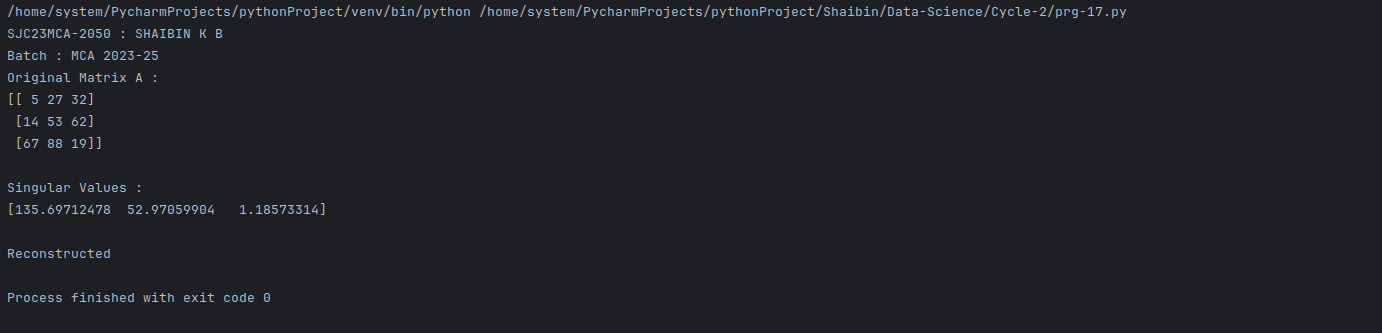 /home/system/PycharmProjects/pythonProject/venv/bin/python /home/system/PycharmProjects/pythonProject/Shaibin/Data-Science/Cycle-2/prg-17.py
SJC23MCA-2050 : SHAIBIN K B
Batch : MCA 2023-25
Original Matrix A :
[[ 5 27 32]
 [14 53 62]
 [67 88 19]]
Singular Values :
[135.69712478  52.97059904   1.18573314]
Reconstructed
Process finished with exit code 0